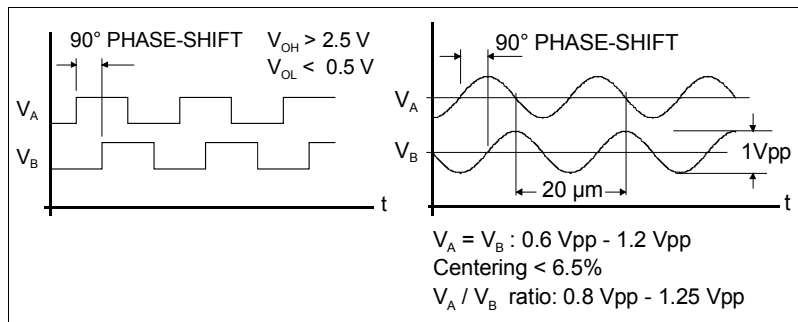 90° PHASE-SHIFT
V_OH > 2.5 V
V_OL < 0.5 V
V_A
V_B
t
90° PHASE-SHIFT
V_A
V_B
1Vpp
20 µm
t
V_A = V_B : 0.6 Vpp - 1.2 Vpp
Centering < 6.5%
V_A / V_B ratio: 0.8 Vpp - 1.25 Vpp